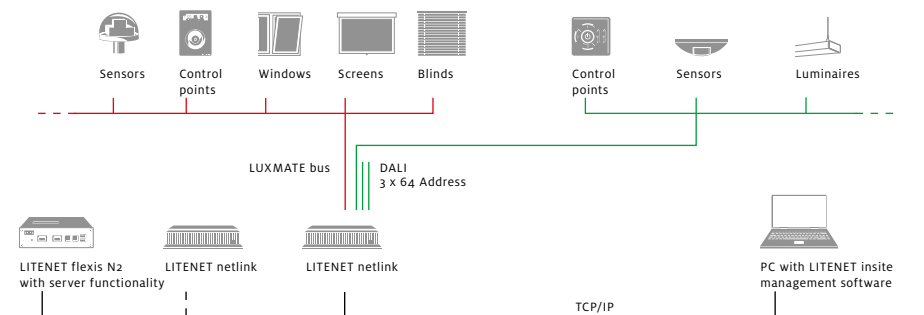 Sensors
Control
points
Windows
Screens
Blinds
Control
points
Sensors
Luminaires
LUXMATE bus
DALI
3 x 64 Address
LITENET flexis N2
with server functionality
LITENET netlink
LITENET netlink
PC with LITENET insite
management software
TCP/IP